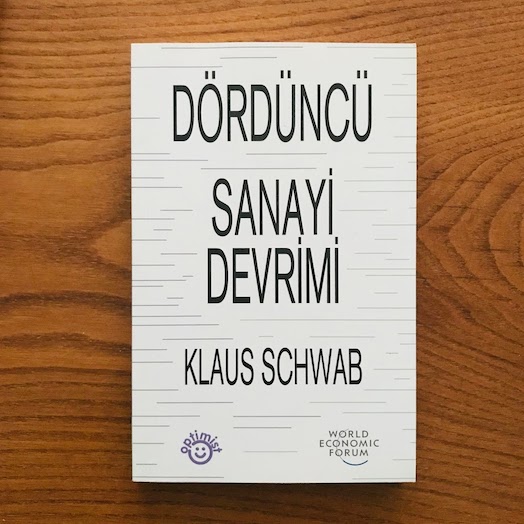 DÖRDÜNCÜ
SANAYİ
DEVRİMİ
KLAUS SCHWAB
optimist
WORLD
ECONOMIC
FORUM